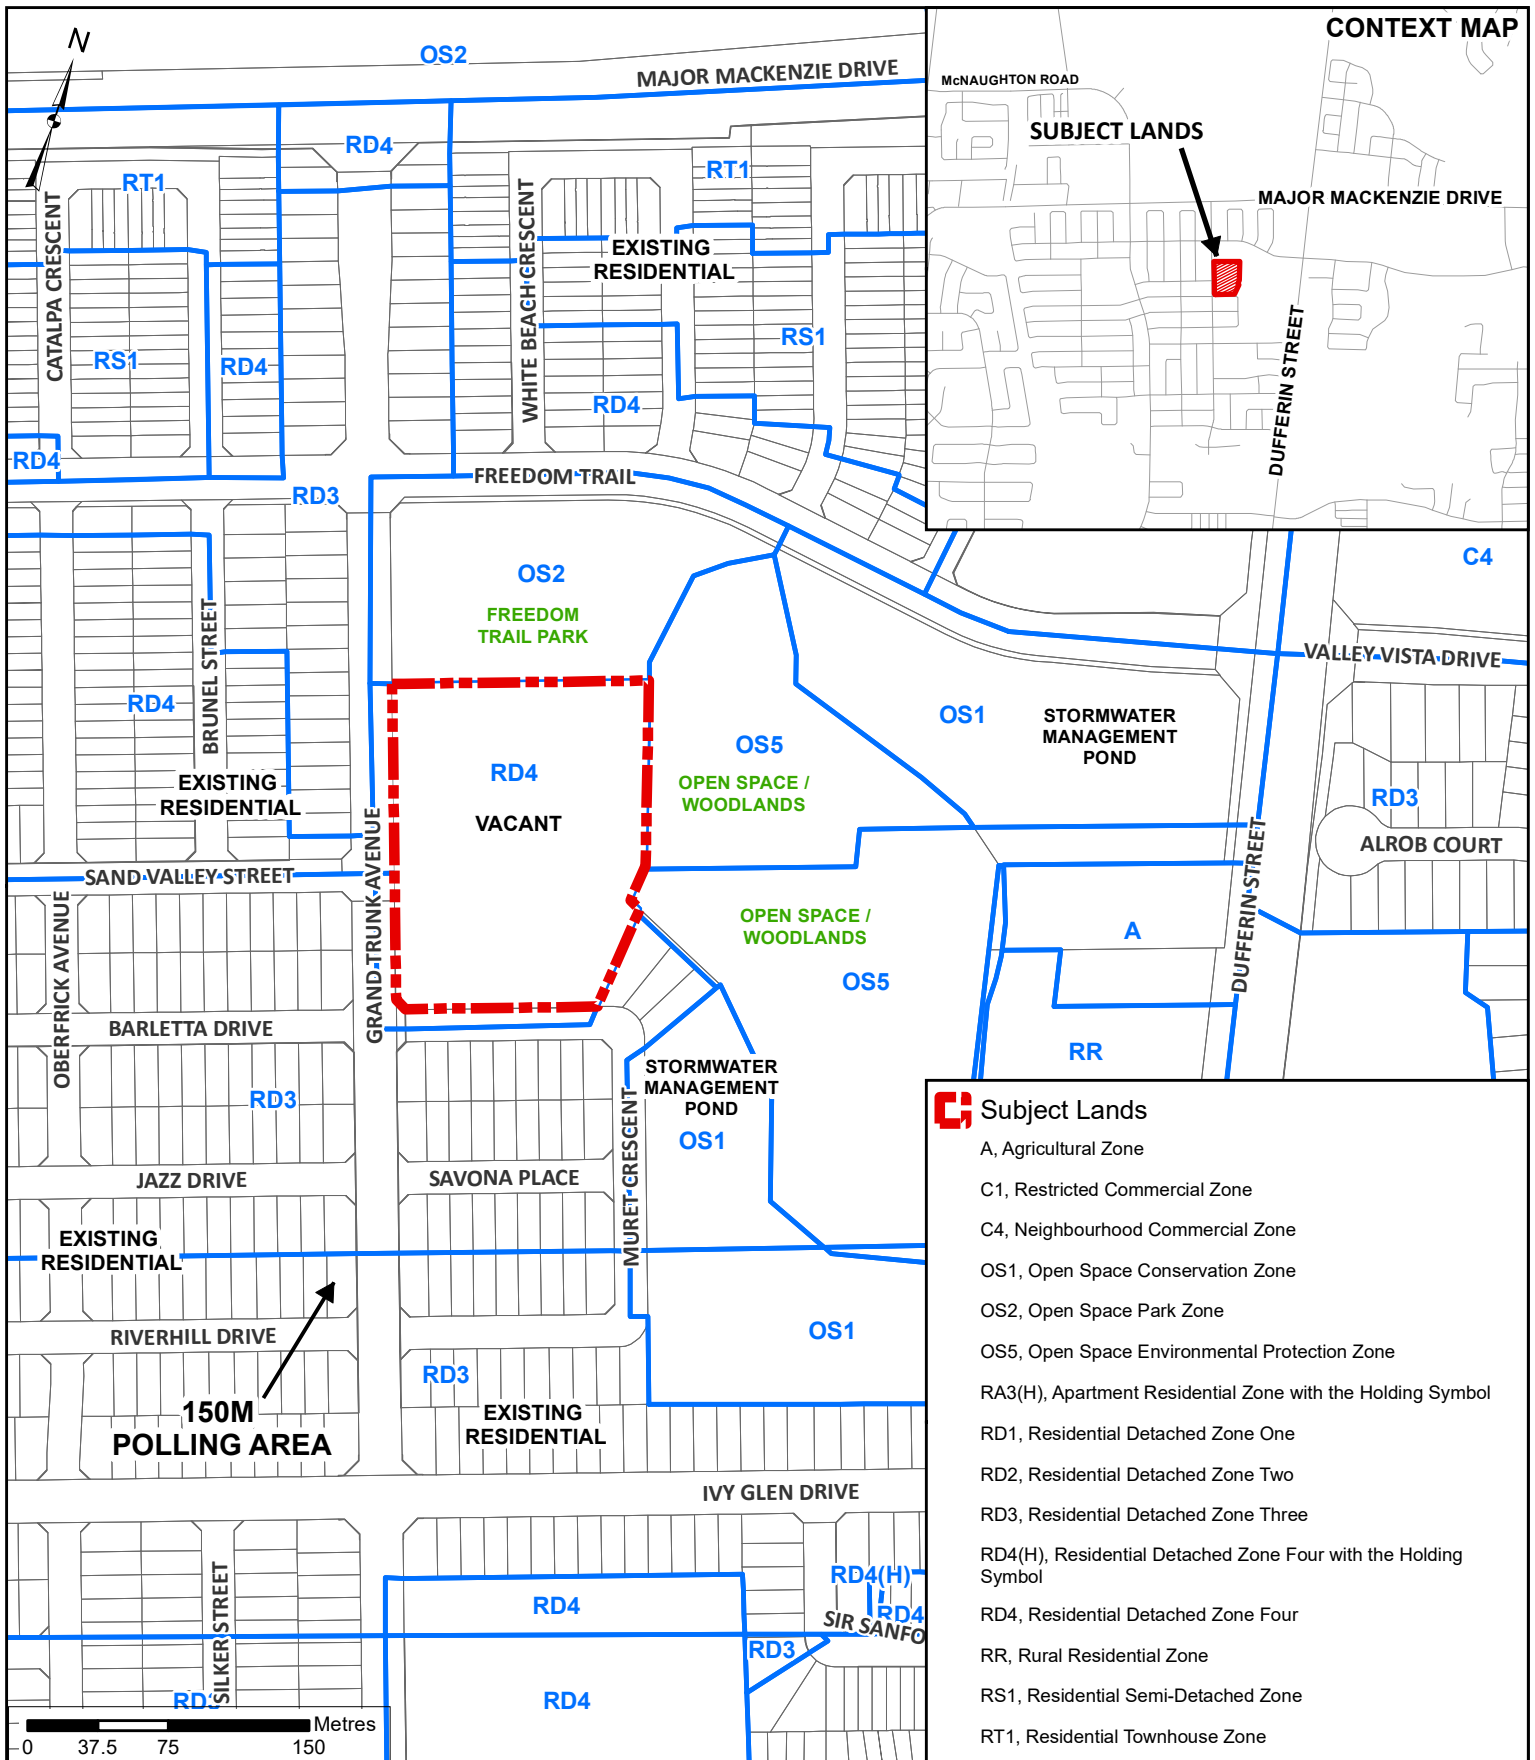 N
OS2
MAJOR MACKENZIE DRIVE
RD4
RT1
RT1
CATALPA CRESCENT
WHITE BEACH CRESCENT
EXISTING
RESIDENTIAL
RS1
RD4
RS1
RD4
RD4
FREEDOM TRAIL
RD3
OS2
FREEDOM
TRAIL PARK
BRUNEL STREET
RD4
EXISTING
RESIDENTIAL
RD4
VACANT
OS5
OPEN SPACE /
WOODLANDS
OS1
STORMWATER
MANAGEMENT
POND
C4
VALLEY VISTA DRIVE
RD3
ALROB COURT
DUFFERIN STREET
SAND VALLEY STREET
GRAND TRUNK AVENUE
OBERFRICK AVENUE
OPEN SPACE /
WOODLANDS
OS5
A
RR
BARLETTA DRIVE
RD3
STORMWATER
MANAGEMENT
POND
OS1
MURET CRESCENT
JAZZ DRIVE
SAVONA PLACE
EXISTING
RESIDENTIAL
RIVERHILL DRIVE
OS1
RD3
150M
POLLING AREA
EXISTING
RESIDENTIAL
IVY GLEN DRIVE
SILKER STREET
RD4
RD4(H)
RD4
SIR SANFO
RD3
RD4
RD3
Metres
0 37.5 75 150
CONTEXT MAP
McNAUGHTON ROAD
SUBJECT LANDS
MAJOR MACKENZIE DRIVE
DUFFERIN STREET
Subject Lands
A, Agricultural Zone
C1, Restricted Commercial Zone
C4, Neighbourhood Commercial Zone
OS1, Open Space Conservation Zone
OS2, Open Space Park Zone
OS5, Open Space Environmental Protection Zone
RA3(H), Apartment Residential Zone with the Holding Symbol
RD1, Residential Detached Zone One
RD2, Residential Detached Zone Two
RD3, Residential Detached Zone Three
RD4(H), Residential Detached Zone Four with the Holding
Symbol
RD4, Residential Detached Zone Four
RR, Rural Residential Zone
RS1, Residential Semi-Detached Zone
RT1, Residential Townhouse Zone